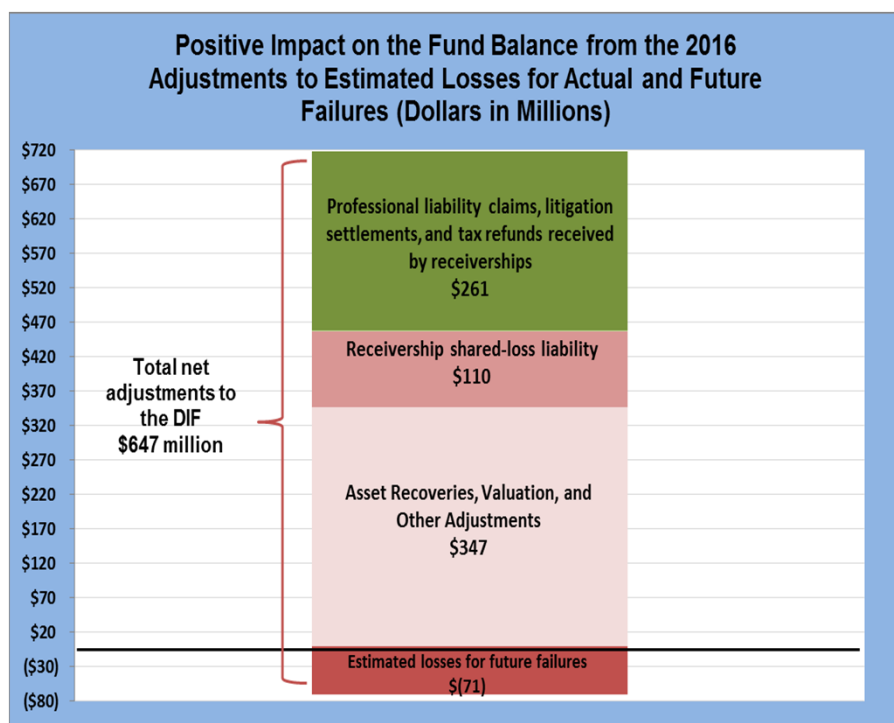 Positive Impact on the Fund Balance from the 2016
Adjustments to Estimated Losses for Actual and Future
Failures (Dollars in Millions)
$720
$670
$620
$570
$520
$470
$420
$370
$320
$270
$220
$170
$120
$70
$20
($30)
($80)
Total net
adjustments to
the DIF
$647 million
Professional liability claims, litigation
settlements, and tax refunds received
by receiverships
$261
Receivership shared-loss liability
$110
Asset Recoveries, Valuation, and
Other Adjustments
$347
Estimated losses for future failures
$(71)